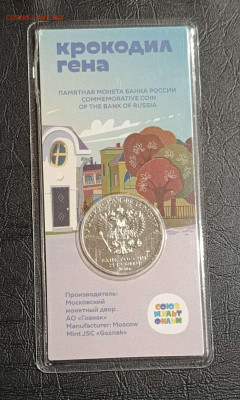 крокодил
гена
ПАМЯТНАЯ МОНЕТА БАНКА РОССИИ
COMMEMORATIVE COIN
OF THE BANK OF RUSSIA
Производитель:
Московский
монетный двор
АО «Гознак»
Manufacturer: Moscow
Mint JSC «Goznak»
СОЮЗ
МУЛЬТ
ФИЛЬМ